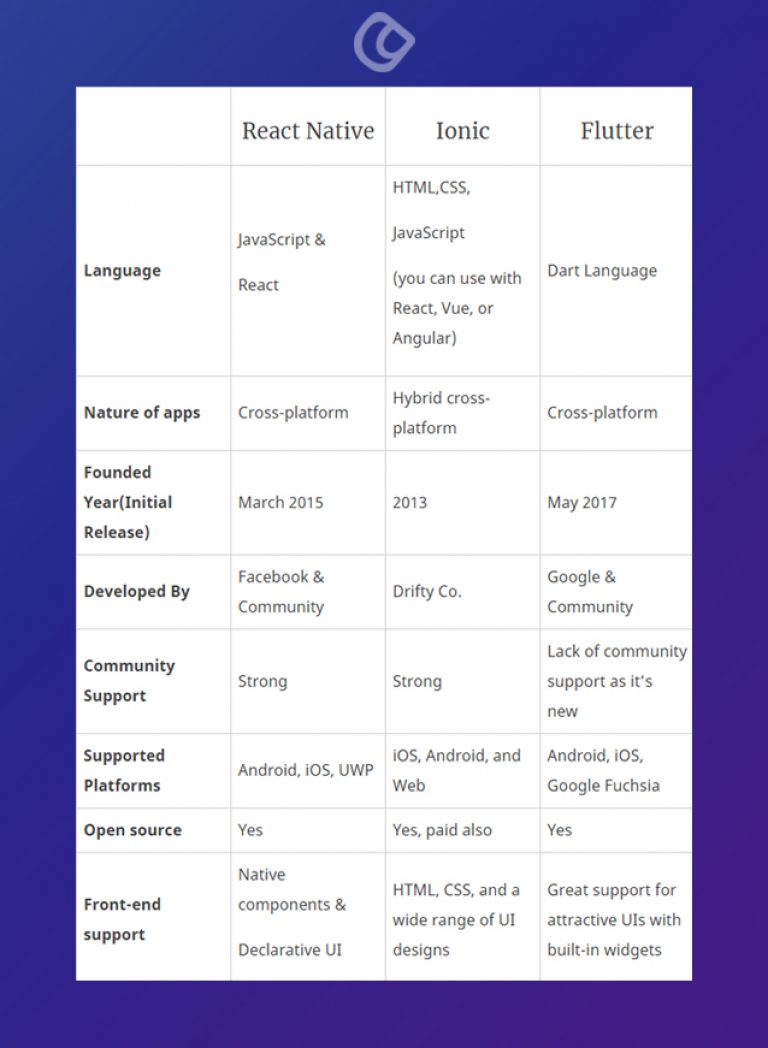 React Native Ionic Flutter
Language
JavaScript &
React
HTML,CSS,
JavaScript
(you can use with
React, Vue, or
Angular)
Dart Language
Nature of apps
Cross-platform
Hybrid cross-
platform
Cross-platform
Founded
Year(Initial
Release)
March 2015
2013
May 2017
Developed By
Facebook &
Community
Drifty Co.
Google &
Community
Community
Support
Strong
Strong
Lack of community
support as it's
new
Supported
Platforms
Android, iOS, UWP
iOS, Android, and
Web
Android, iOS,
Google Fuchsia
Open source
Yes
Yes, paid also
Yes
Front-end
support
Native
components &
Declarative UI
HTML, CSS, and a
wide range of UI
designs
Great support for
attractive UIs with
built-in widgets